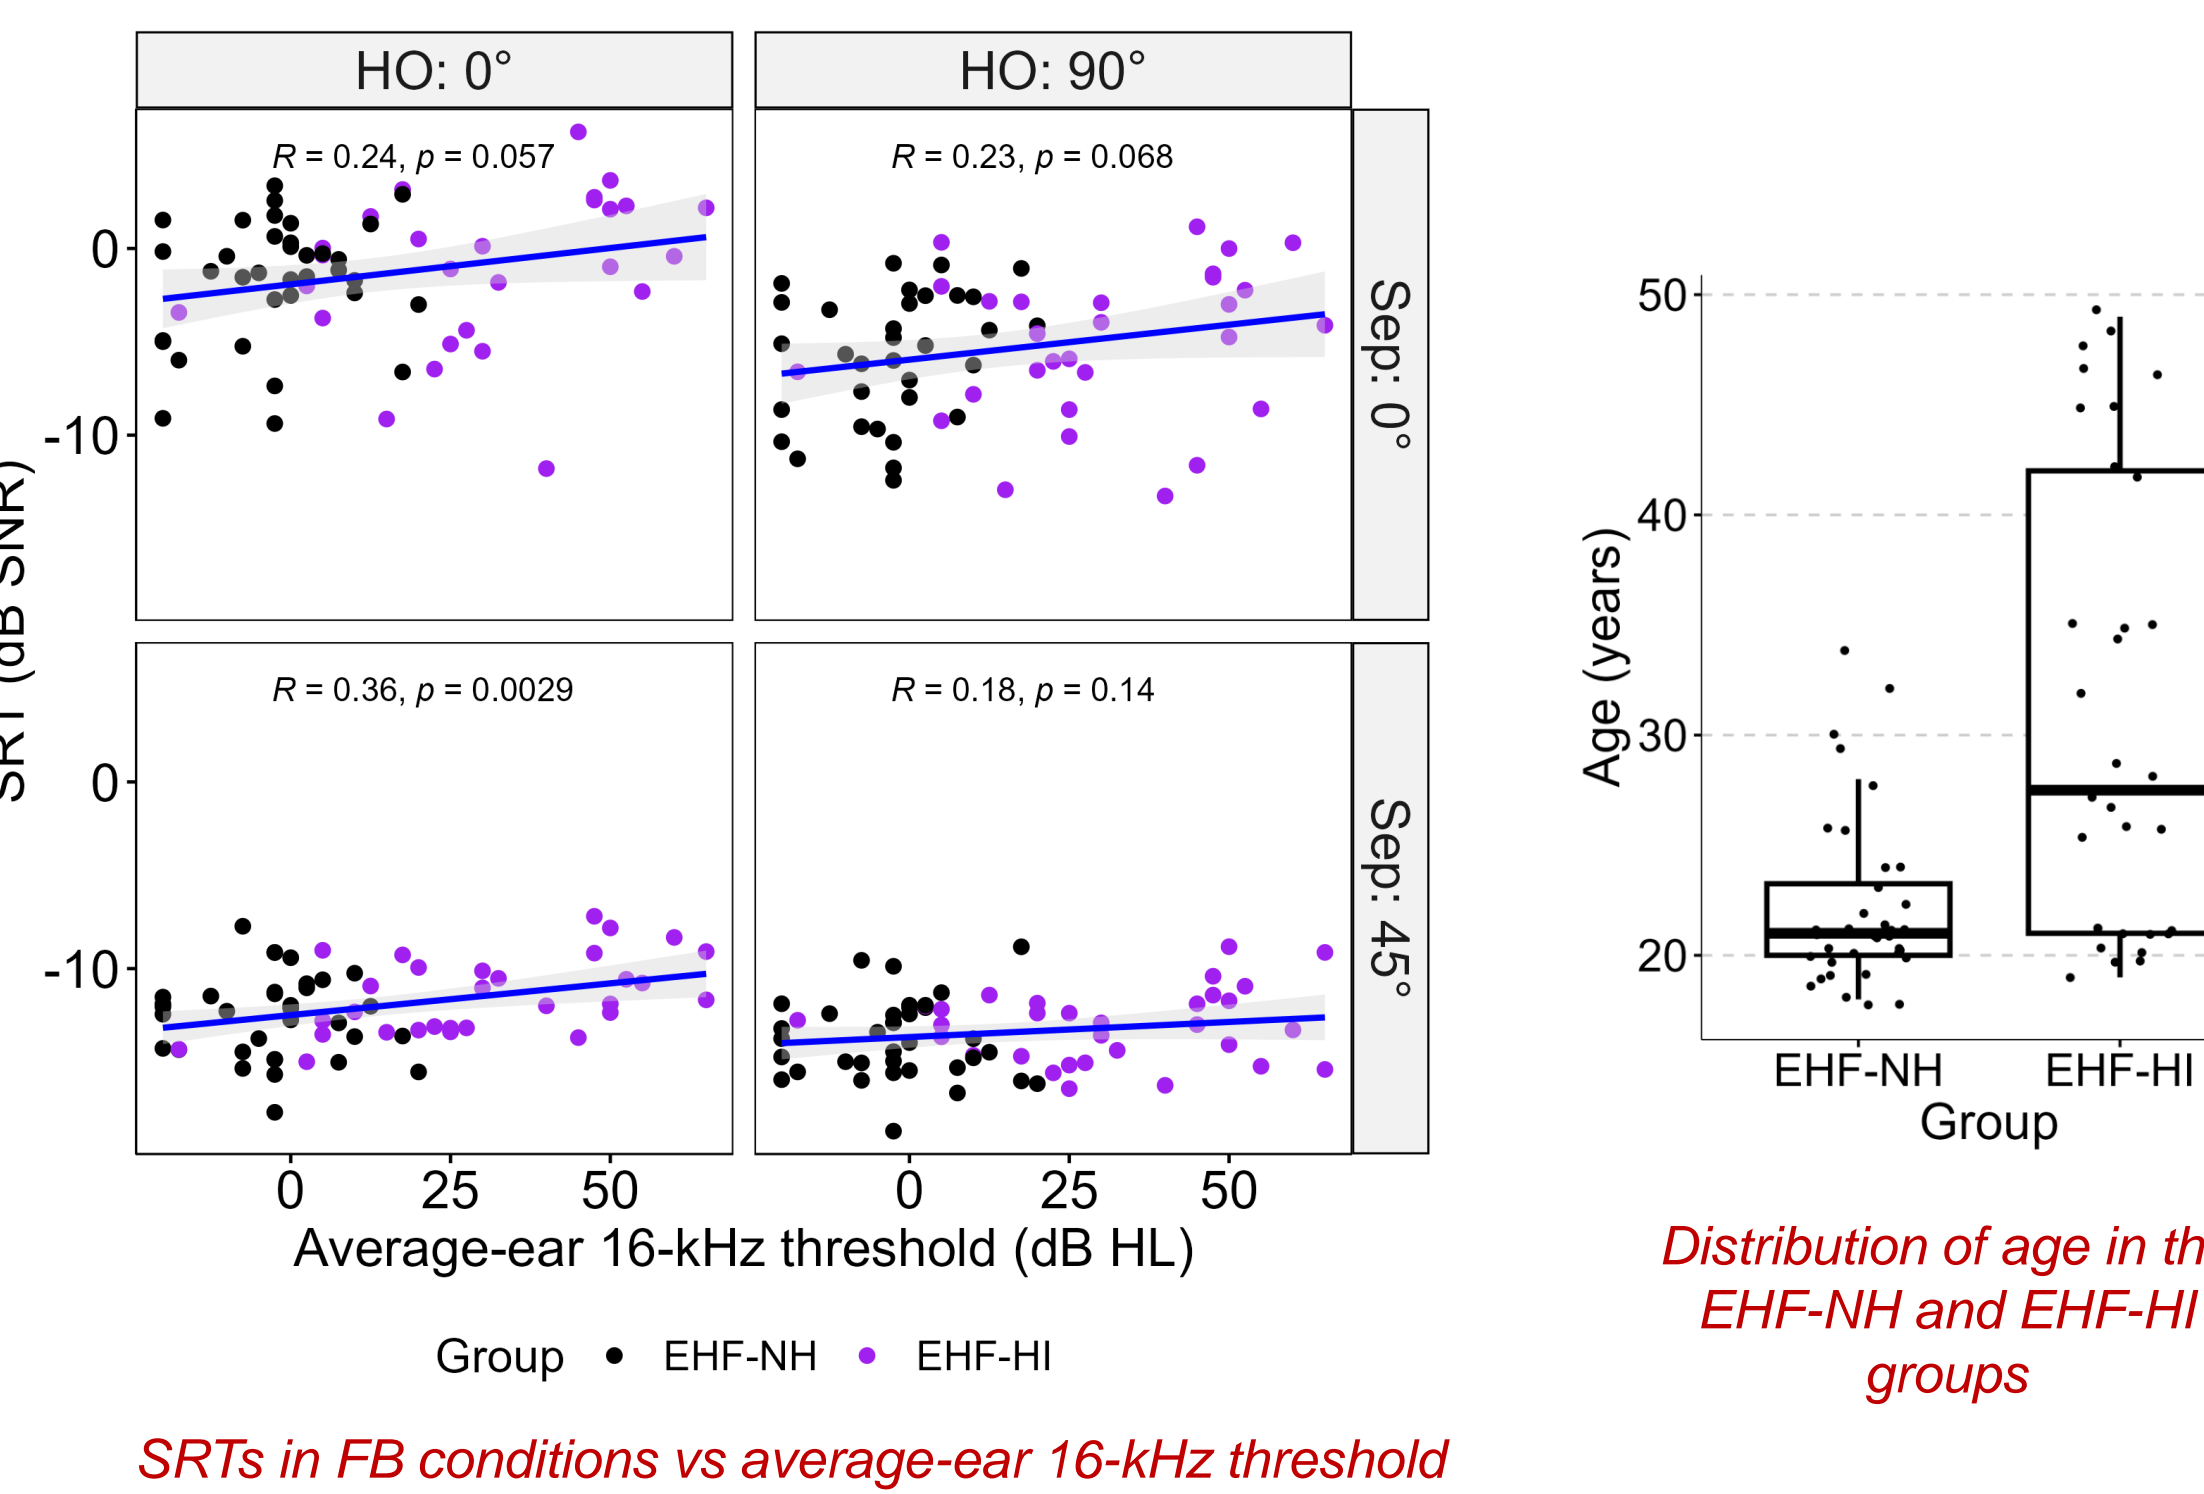 HO: 0°
HO: 90°
R = 0.24, p = 0.057
R = 0.23, p = 0.068
Sep: 0°
0
-10
SRT (dB SNR)
R = 0.36, p = 0.0029
R = 0.18, p = 0.14
Sep: 45°
0
-10
0 25 50
0 25 50
Average-ear 16-kHz threshold (dB HL)
Group EHF-NH EHF-HI
SRTs in FB conditions vs average-ear 16-kHz threshold
50
40
30
20
Age (years)
EHF-NH EHF-HI
Group
Distribution of age in th
EHF-NH and EHF-HI
groups